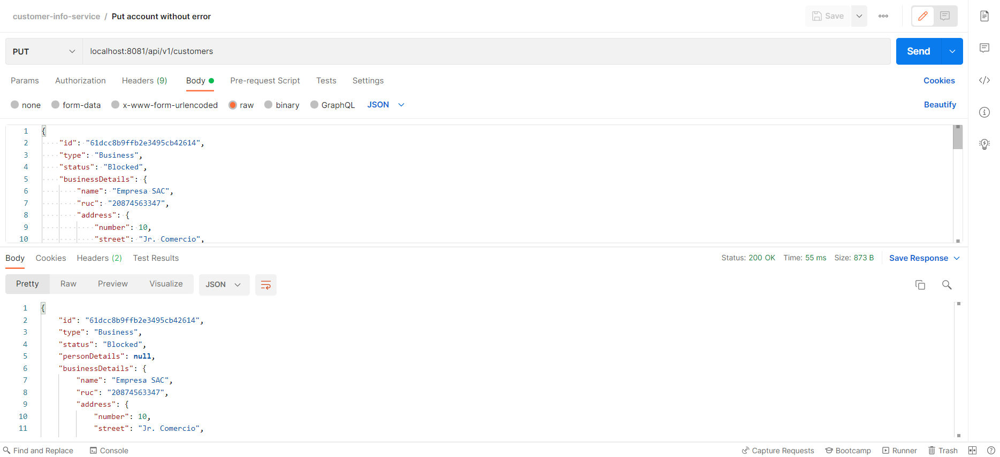 customer-info-service / Put account without error
Save
PUT
localhost:8081/api/v1/customers
Send
Params Authorization Headers (9) Body Pre-request Script Tests Settings Cookies
none form-data x-www-form-urlencoded raw binary GraphQL JSON Beautify
1 {
2 "id": "61dcc8b9ffb2e3495cb42614",
3 "type": "Business",
4 "status": "Blocked",
5 "businessDetails": {
6 "name": "Empresa SAC",
7 "ruc": "20874563347",
8 "address": {
9 "number": 10,
10 "street": "Jr. Comercio",
Body Cookies Headers (2) Test Results Status: 200 OK Time: 55 ms Size: 873 B Save Response
Pretty Raw Preview Visualize JSON
1 {
2 "id": "61dcc8b9ffb2e3495cb42614",
3 "type": "Business",
4 "status": "Blocked",
5 "personDetails": null,
6 "businessDetails": {
7 "name": "Empresa SAC",
8 "ruc": "20874563347",
9 "address": {
10 "number": 10,
11 "street": "Jr. Comercio",
Find and Replace Console Capture Requests Bootcamp Runner Trash